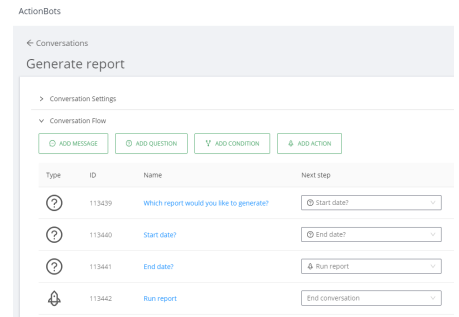 ActionBots
← Conversations
Generate report
> Conversation Settings
Conversation Flow
ADD MESSAGE ADD QUESTION ADD CONDITION ADD ACTION
Type ID Name Next step
113439 Which report would you like to generate? Start date?
113440 Start date? End date?
113441 End date? Run report
113442 Run report End conversation